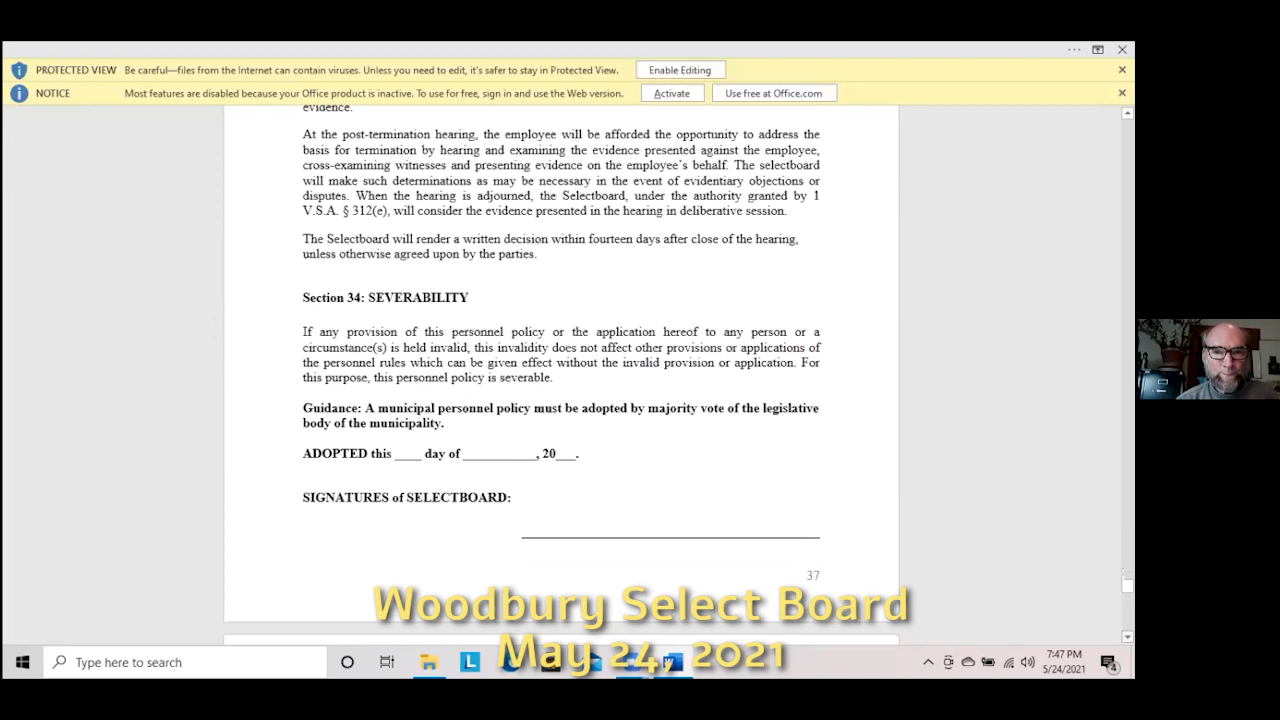 PROTECTED VIEW Be careful—files from the Internet can contain viruses. Unless you need to edit, it's safer to stay in Protected View. Enable Editing
NOTICE Most features are disabled because your Office product is inactive. To use for free, sign in and use the Web version. Activate Use free at Office.com
evidence.
At the post-termination hearing, the employee will be afforded the opportunity to address the
basis for termination by hearing and examining the evidence presented against the employee,
cross-examining witnesses and presenting evidence on the employee's behalf. The selectboard
will make such determinations as may be necessary in the event of evidentiary objections or
disputes. When the hearing is adjourned, the Selectboard, under the authority granted by 1
V.S.A. § 312(e), will consider the evidence presented in the hearing in deliberative session.
The Selectboard will render a written decision within fourteen days after close of the hearing,
unless otherwise agreed upon by the parties.
Section 34: SEVERABILITY
If any provision of this personnel policy or the application hereof to any person or a
circumstance(s) is held invalid, this invalidity does not affect other provisions or applications of
the personnel rules which can be given effect without the invalid provision or application. For
this purpose, this personnel policy is severable.
Guidance: A municipal personnel policy must be adopted by majority vote of the legislative
body of the municipality.
ADOPTED this ____ day of ___________, 20___.
SIGNATURES of SELECTBOARD:
37
Woodbury Select Board
May 24, 2021
Type here to search
7:47 PM
5/24/2021
4